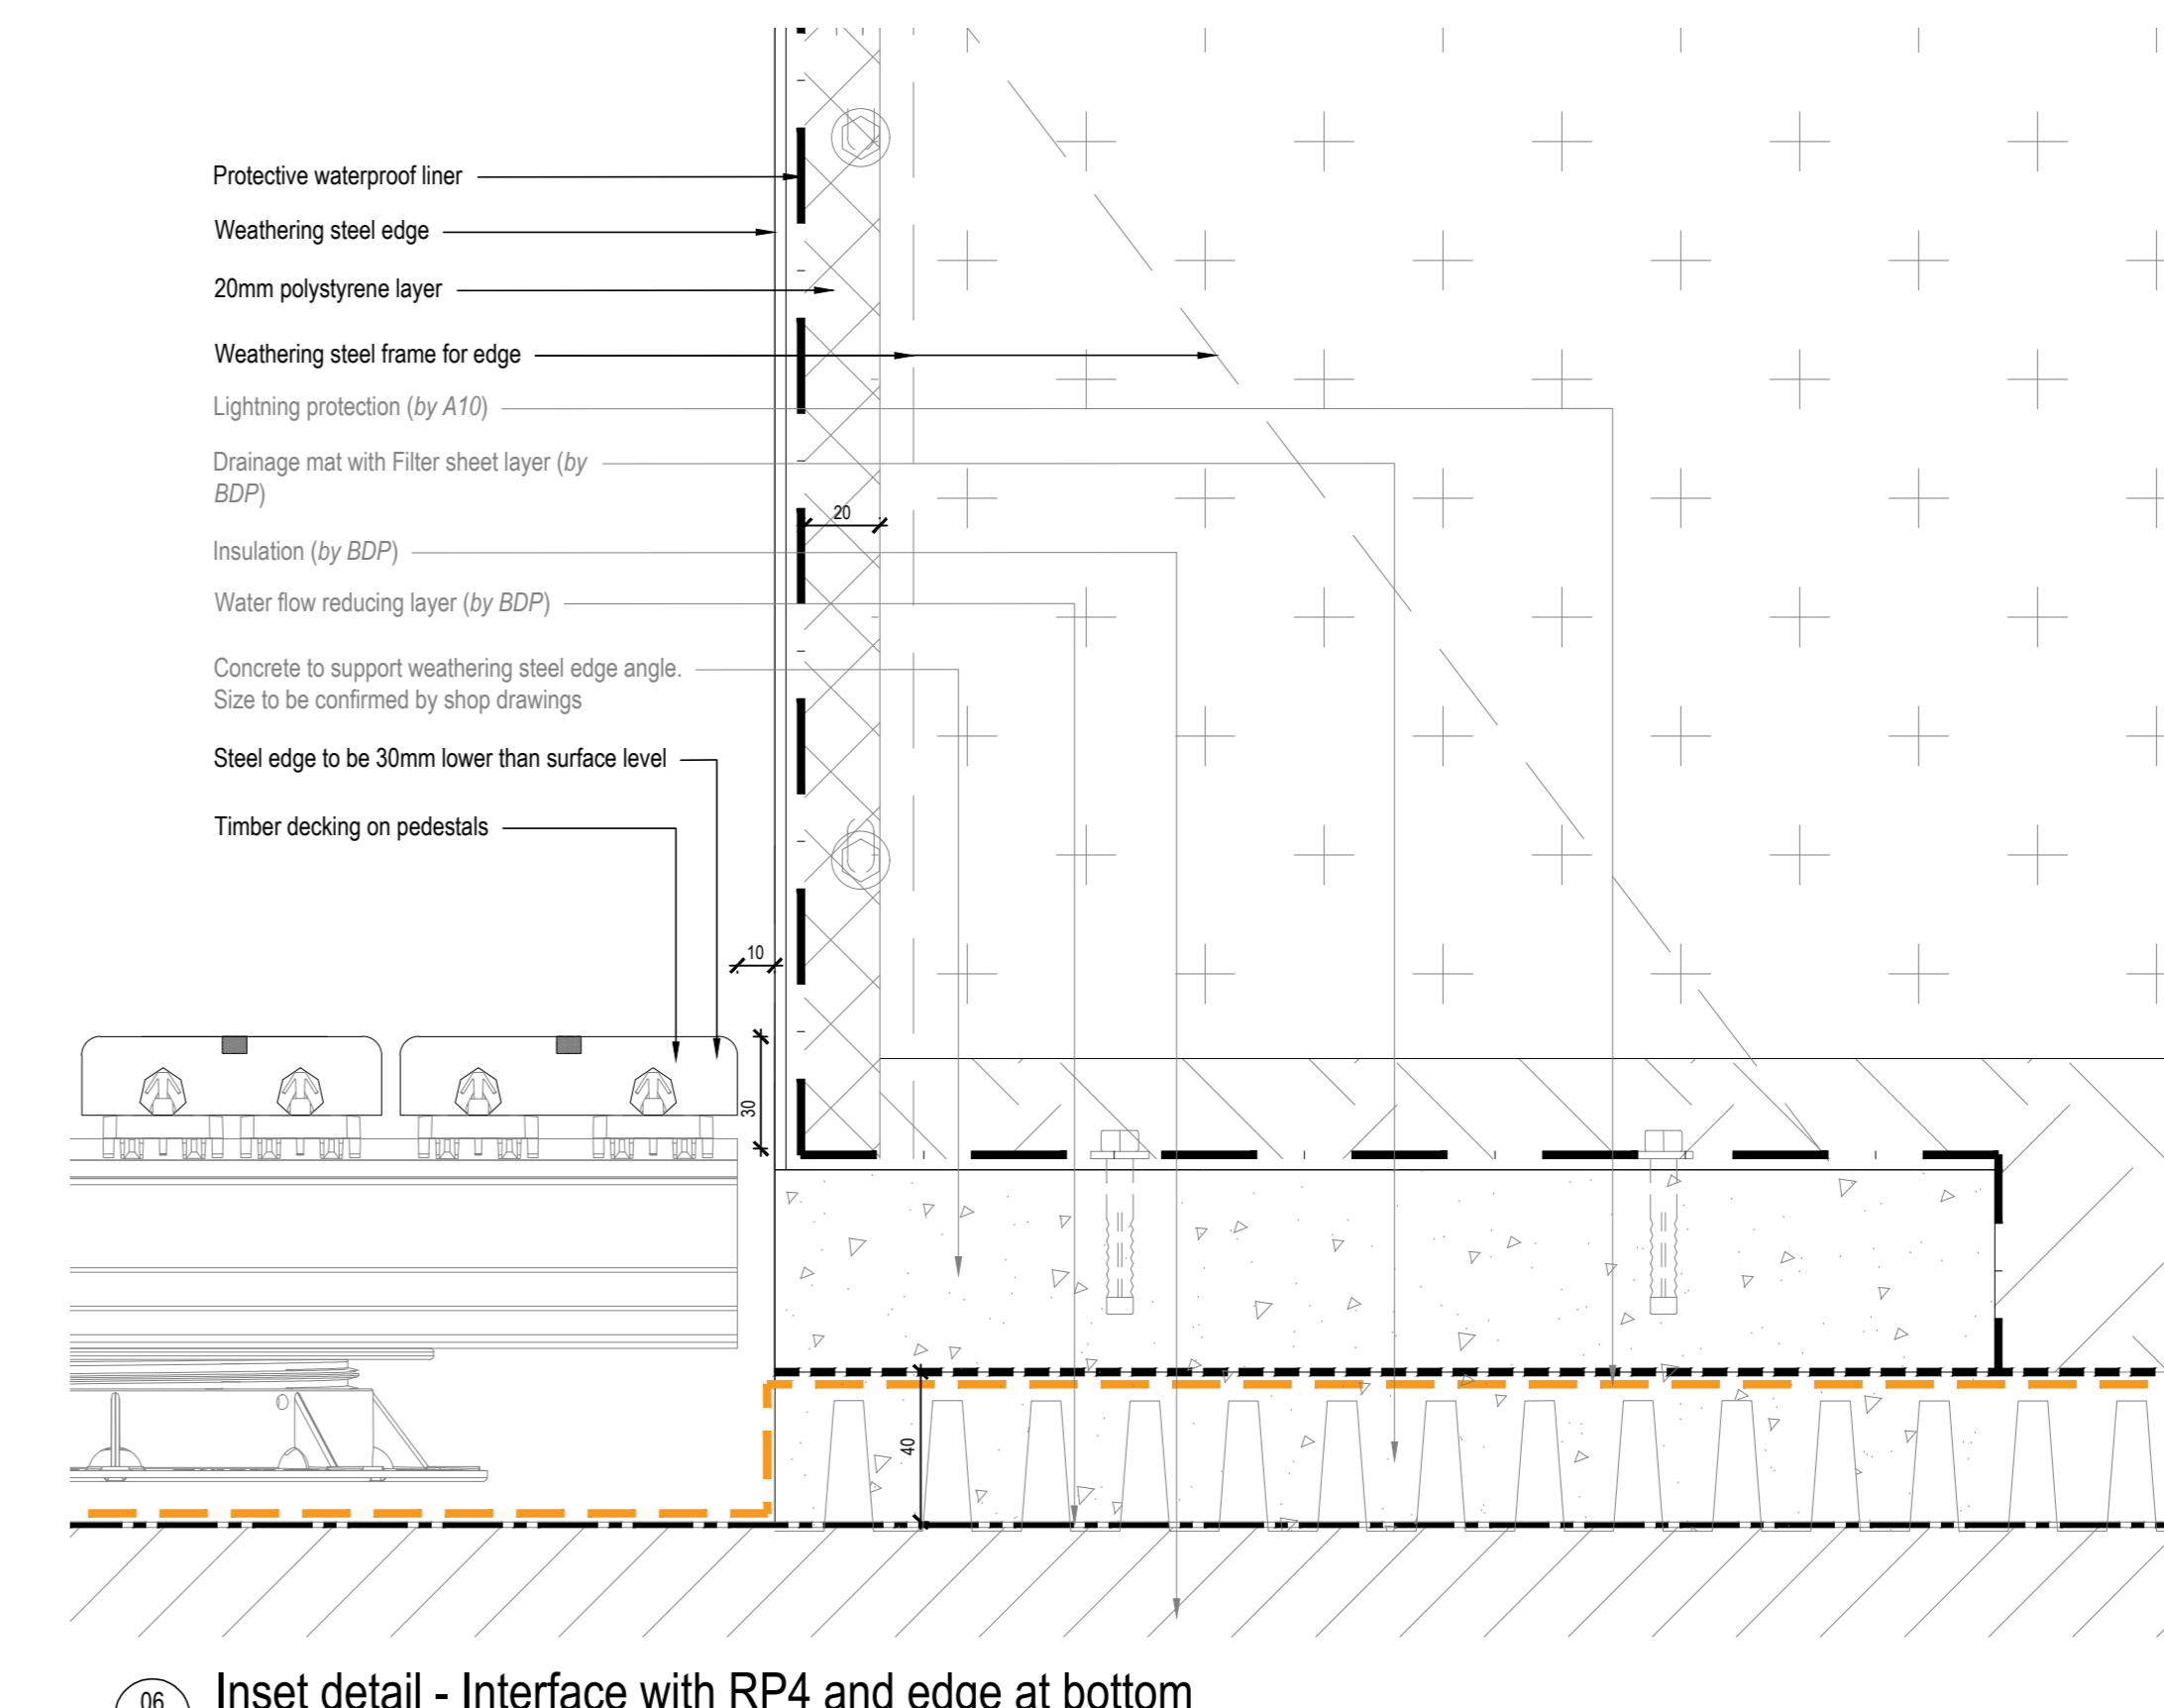 Protective waterproof liner
Weathering steel edge
20mm polystyrene layer
Weathering steel frame for edge
Lightning protection (by A10)
Drainage mat with Filter sheet layer (by
BDP)
20
Insulation (by BDP)
Water flow reducing layer (by BDP)
Concrete to support weathering steel edge angle.
Size to be confirmed by shop drawings
Steel edge to be 30mm lower than surface level
Timber decking on pedestals
10
30
40
06
Inset detail - Interface with RP4 and edge at bottom